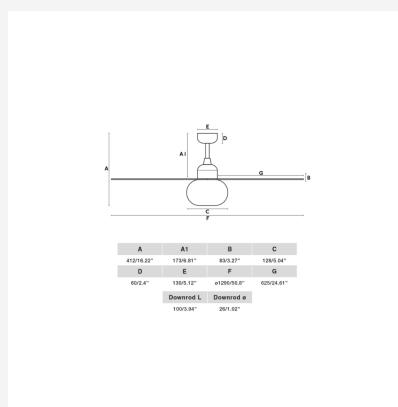 E
D
A1
A
G
B
C
F
A A1 B C
412/16.22" 173/6.81" 83/3.27" 128/5.04"
D E F G
60/2.4" 130/5.12" ø1290/50.8" 625/24.61"
Downrod L Downrod ø
100/3.94" 26/1.02"